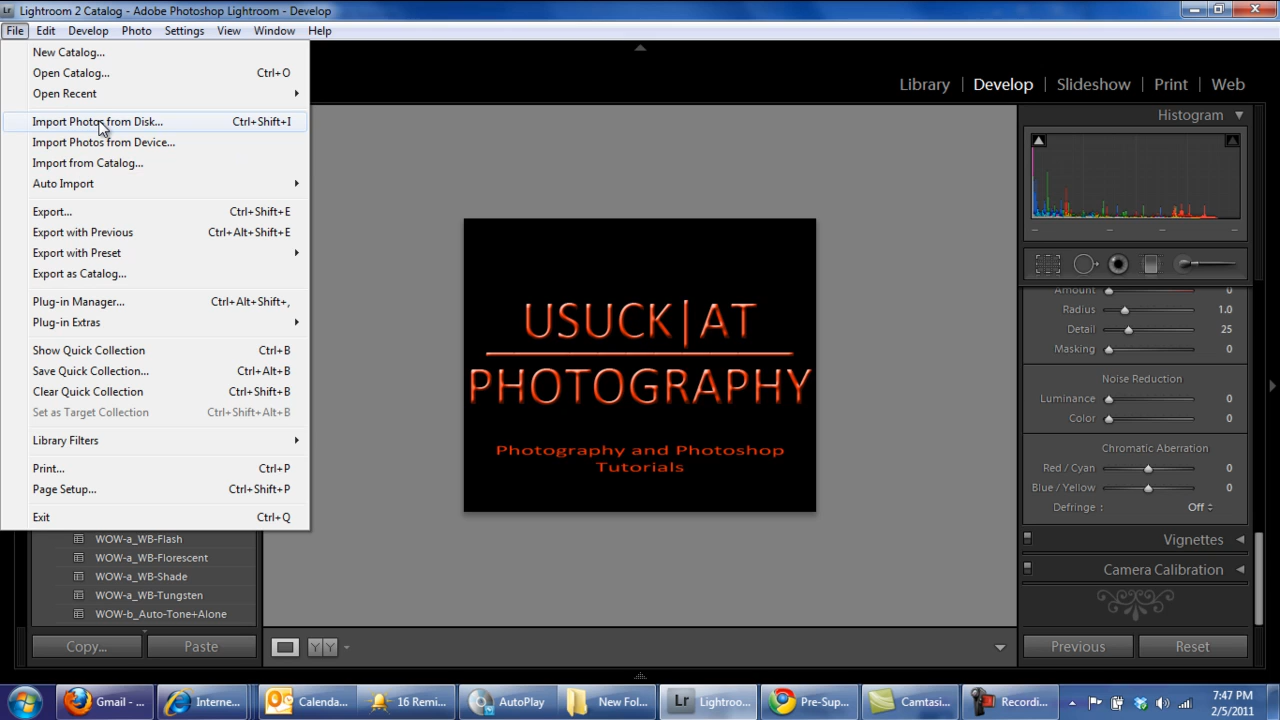 Lr Lightroom 2 Catalog - Adobe Photoshop Lightroom - Develop
File Edit Develop Photo Settings View Window Help
New Catalog...
Open Catalog... Ctrl+O
Open Recent
Import Photos from Disk... Ctrl+Shift+I
Import Photos from Device...
Import from Catalog...
Auto Import
Export... Ctrl+Shift+E
Export with Previous Ctrl+Alt+Shift+E
Export with Preset
Export as Catalog...
Plug-in Manager... Ctrl+Alt+Shift+,
Plug-in Extras
Show Quick Collection Ctrl+B
Save Quick Collection... Ctrl+Alt+B
Clear Quick Collection Ctrl+Shift+B
Set as Target Collection Ctrl+Shift+Alt+B
Library Filters
Print... Ctrl+P
Page Setup... Ctrl+Shift+P
Exit Ctrl+Q
WOW-a_WB-Flash
WOW-a_WB-Florescent
WOW-a_WB-Shade
WOW-a_WB-Tungsten
WOW-b_Auto-Tone+Alone
Copy... Paste
USUCK|AT
PHOTOGRAPHY
Photography and Photoshop
Tutorials
YY
Library | Develop | Slideshow | Print | Web
Histogram
Amount 0
Radius 1.0
Detail 25
Masking 0
Noise Reduction
Luminance 0
Color 0
Chromatic Aberration
Red / Cyan 0
Blue / Yellow 0
Defringe : Off
Vignettes
Camera Calibration
Previous Reset
Gmail - ... Interne... Calenda... 16 Remi... AutoPlay New Fol... Lr Lightroo... Pre-Sup... Camtasi... Recordi...
7:47 PM
2/5/2011